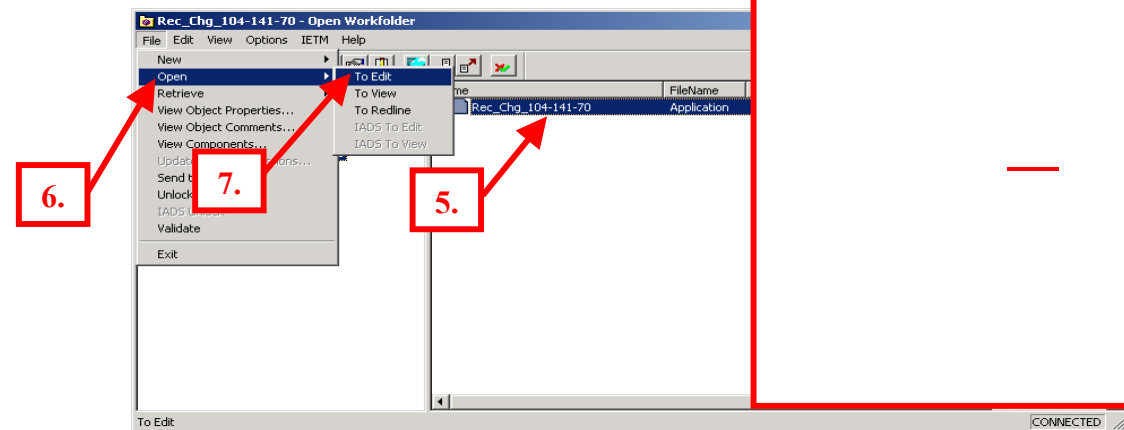 Rec_Chg_104-141-70 - Open Workfolder
File Edit View Options IETM Help
New
Open
Retrieve
View Object Properties...
View Object Comments...
View Components...
Send t
Unlock
IADS
Validate
Exit
To Edit
To View
To Redline
IADS To Edit
IADS To View
me FileName
Rec_Chg_104-141-70 Application
6.
7.
5.
To Edit CONNECTED